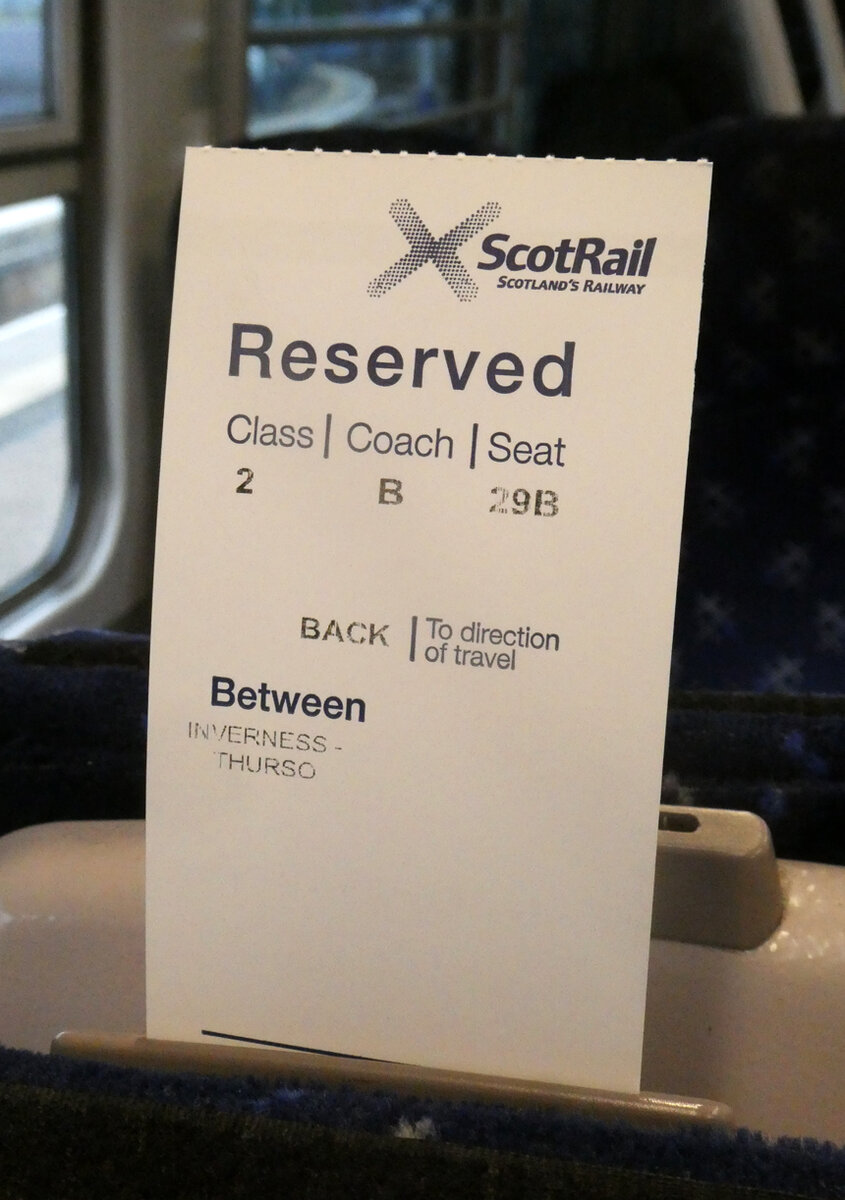 ScotRail
SCOTLAND'S RAILWAY
Reserved
Class | Coach | Seat
2 B 29B
BACK | To direction
of travel
Between
INVERNESS -
THURSO